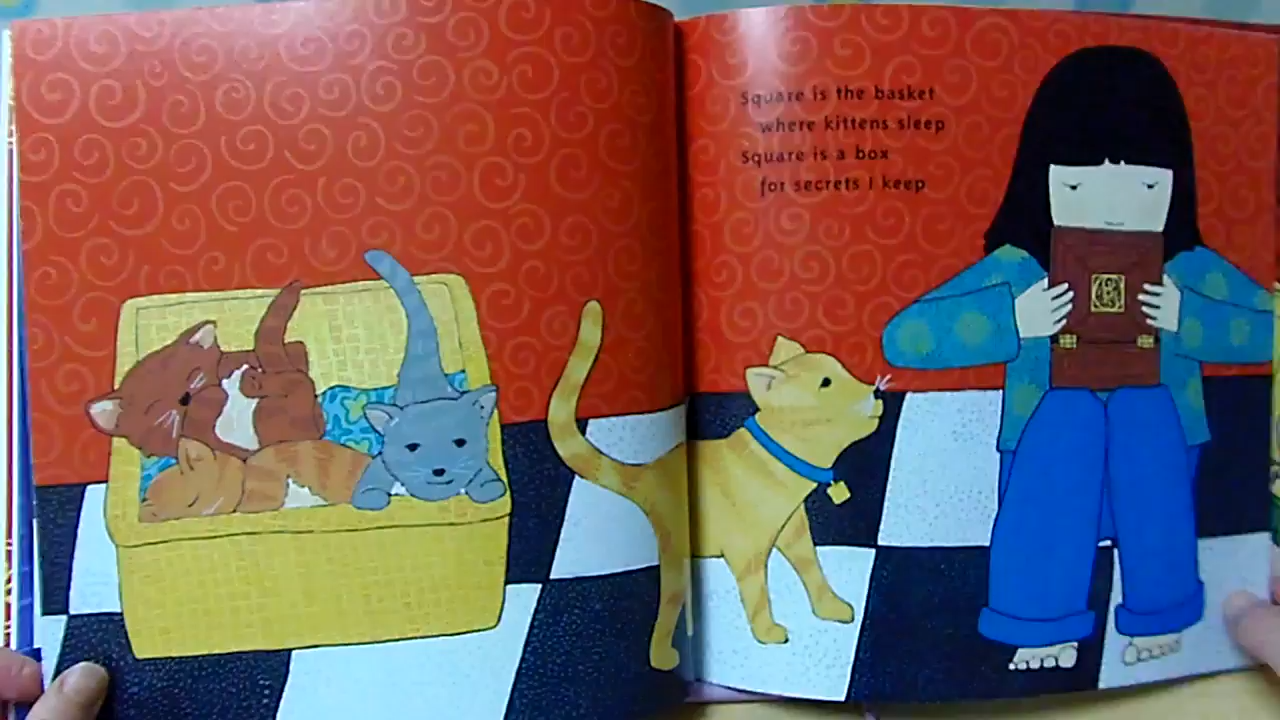 Square is the basket
where kittens sleep
Square is a box
for secrets I keep